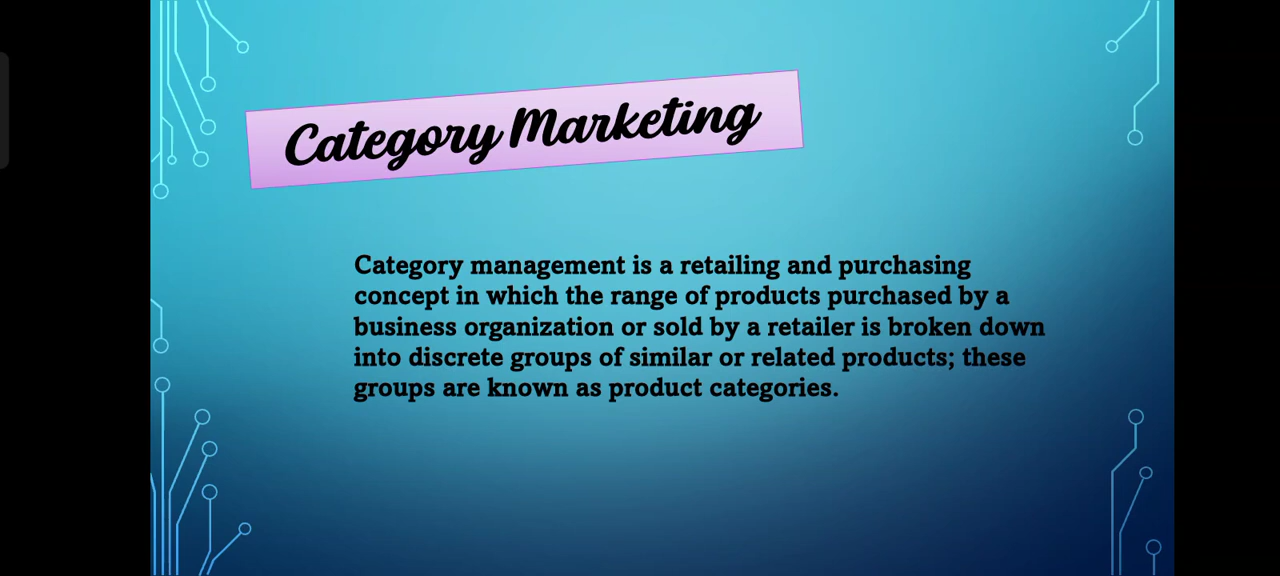 Category Marketing
Category management is a retailing and purchasing
concept in which the range of products purchased by a
business organization or sold by a retailer is broken down
into discrete groups of similar or related products; these
groups are known as product categories.